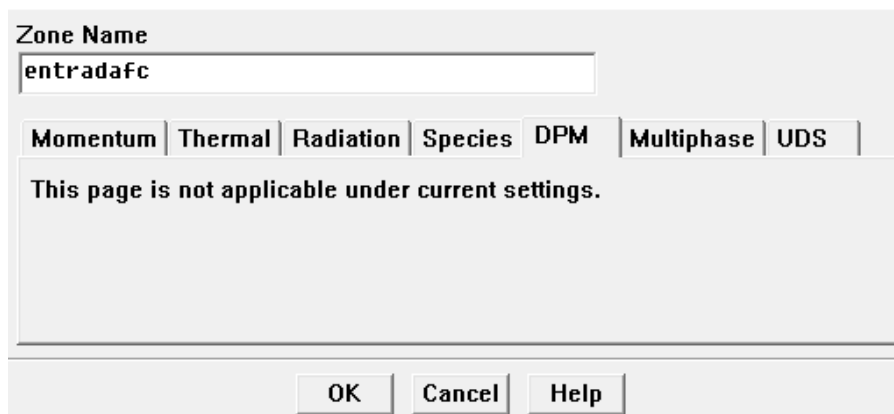 Zone Name
entradafc
Momentum Thermal Radiation Species DPM Multiphase UDS
This page is not applicable under current settings.
OK Cancel Help